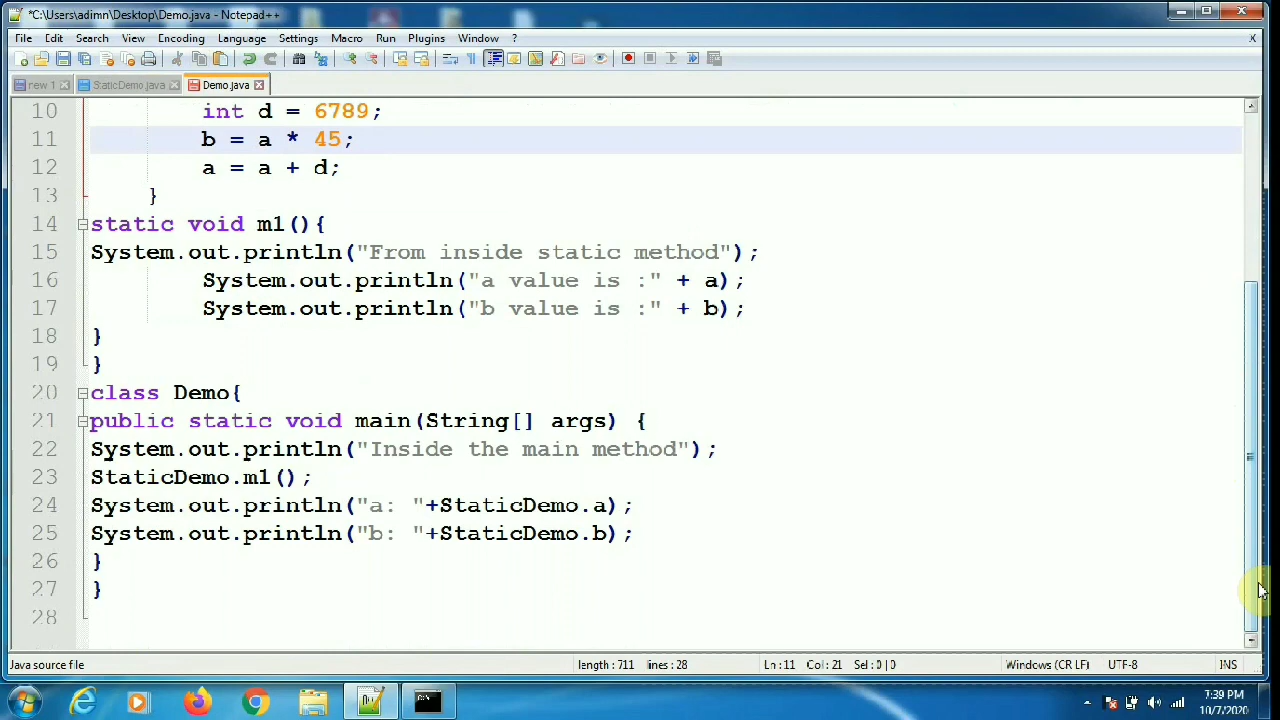 *C:\Users\adimn\Desktop\Demo.java - Notepad++
File Edit Search View Encoding Language Settings Macro Run Plugins Window ? X
new 1 StaticDemo.java Demo.java
10 int d = 6789;
11 b = a * 45;
12 a = a + d;
13 }
14 static void m1(){
15 System.out.println("From inside static method");
16 System.out.println("a value is :" + a);
17 System.out.println("b value is :" + b);
18 }
19 }
20 class Demo{
21 public static void main(String[] args) {
22 System.out.println("Inside the main method");
23 StaticDemo.m1();
24 System.out.println("a: "+StaticDemo.a);
25 System.out.println("b: "+StaticDemo.b);
26 }
27 }
28
Java source file length : 711 lines : 28 Ln : 11 Col : 21 Sel : 0 | 0 Windows (CR LF) UTF-8 INS
7:39 PM
10/7/2020